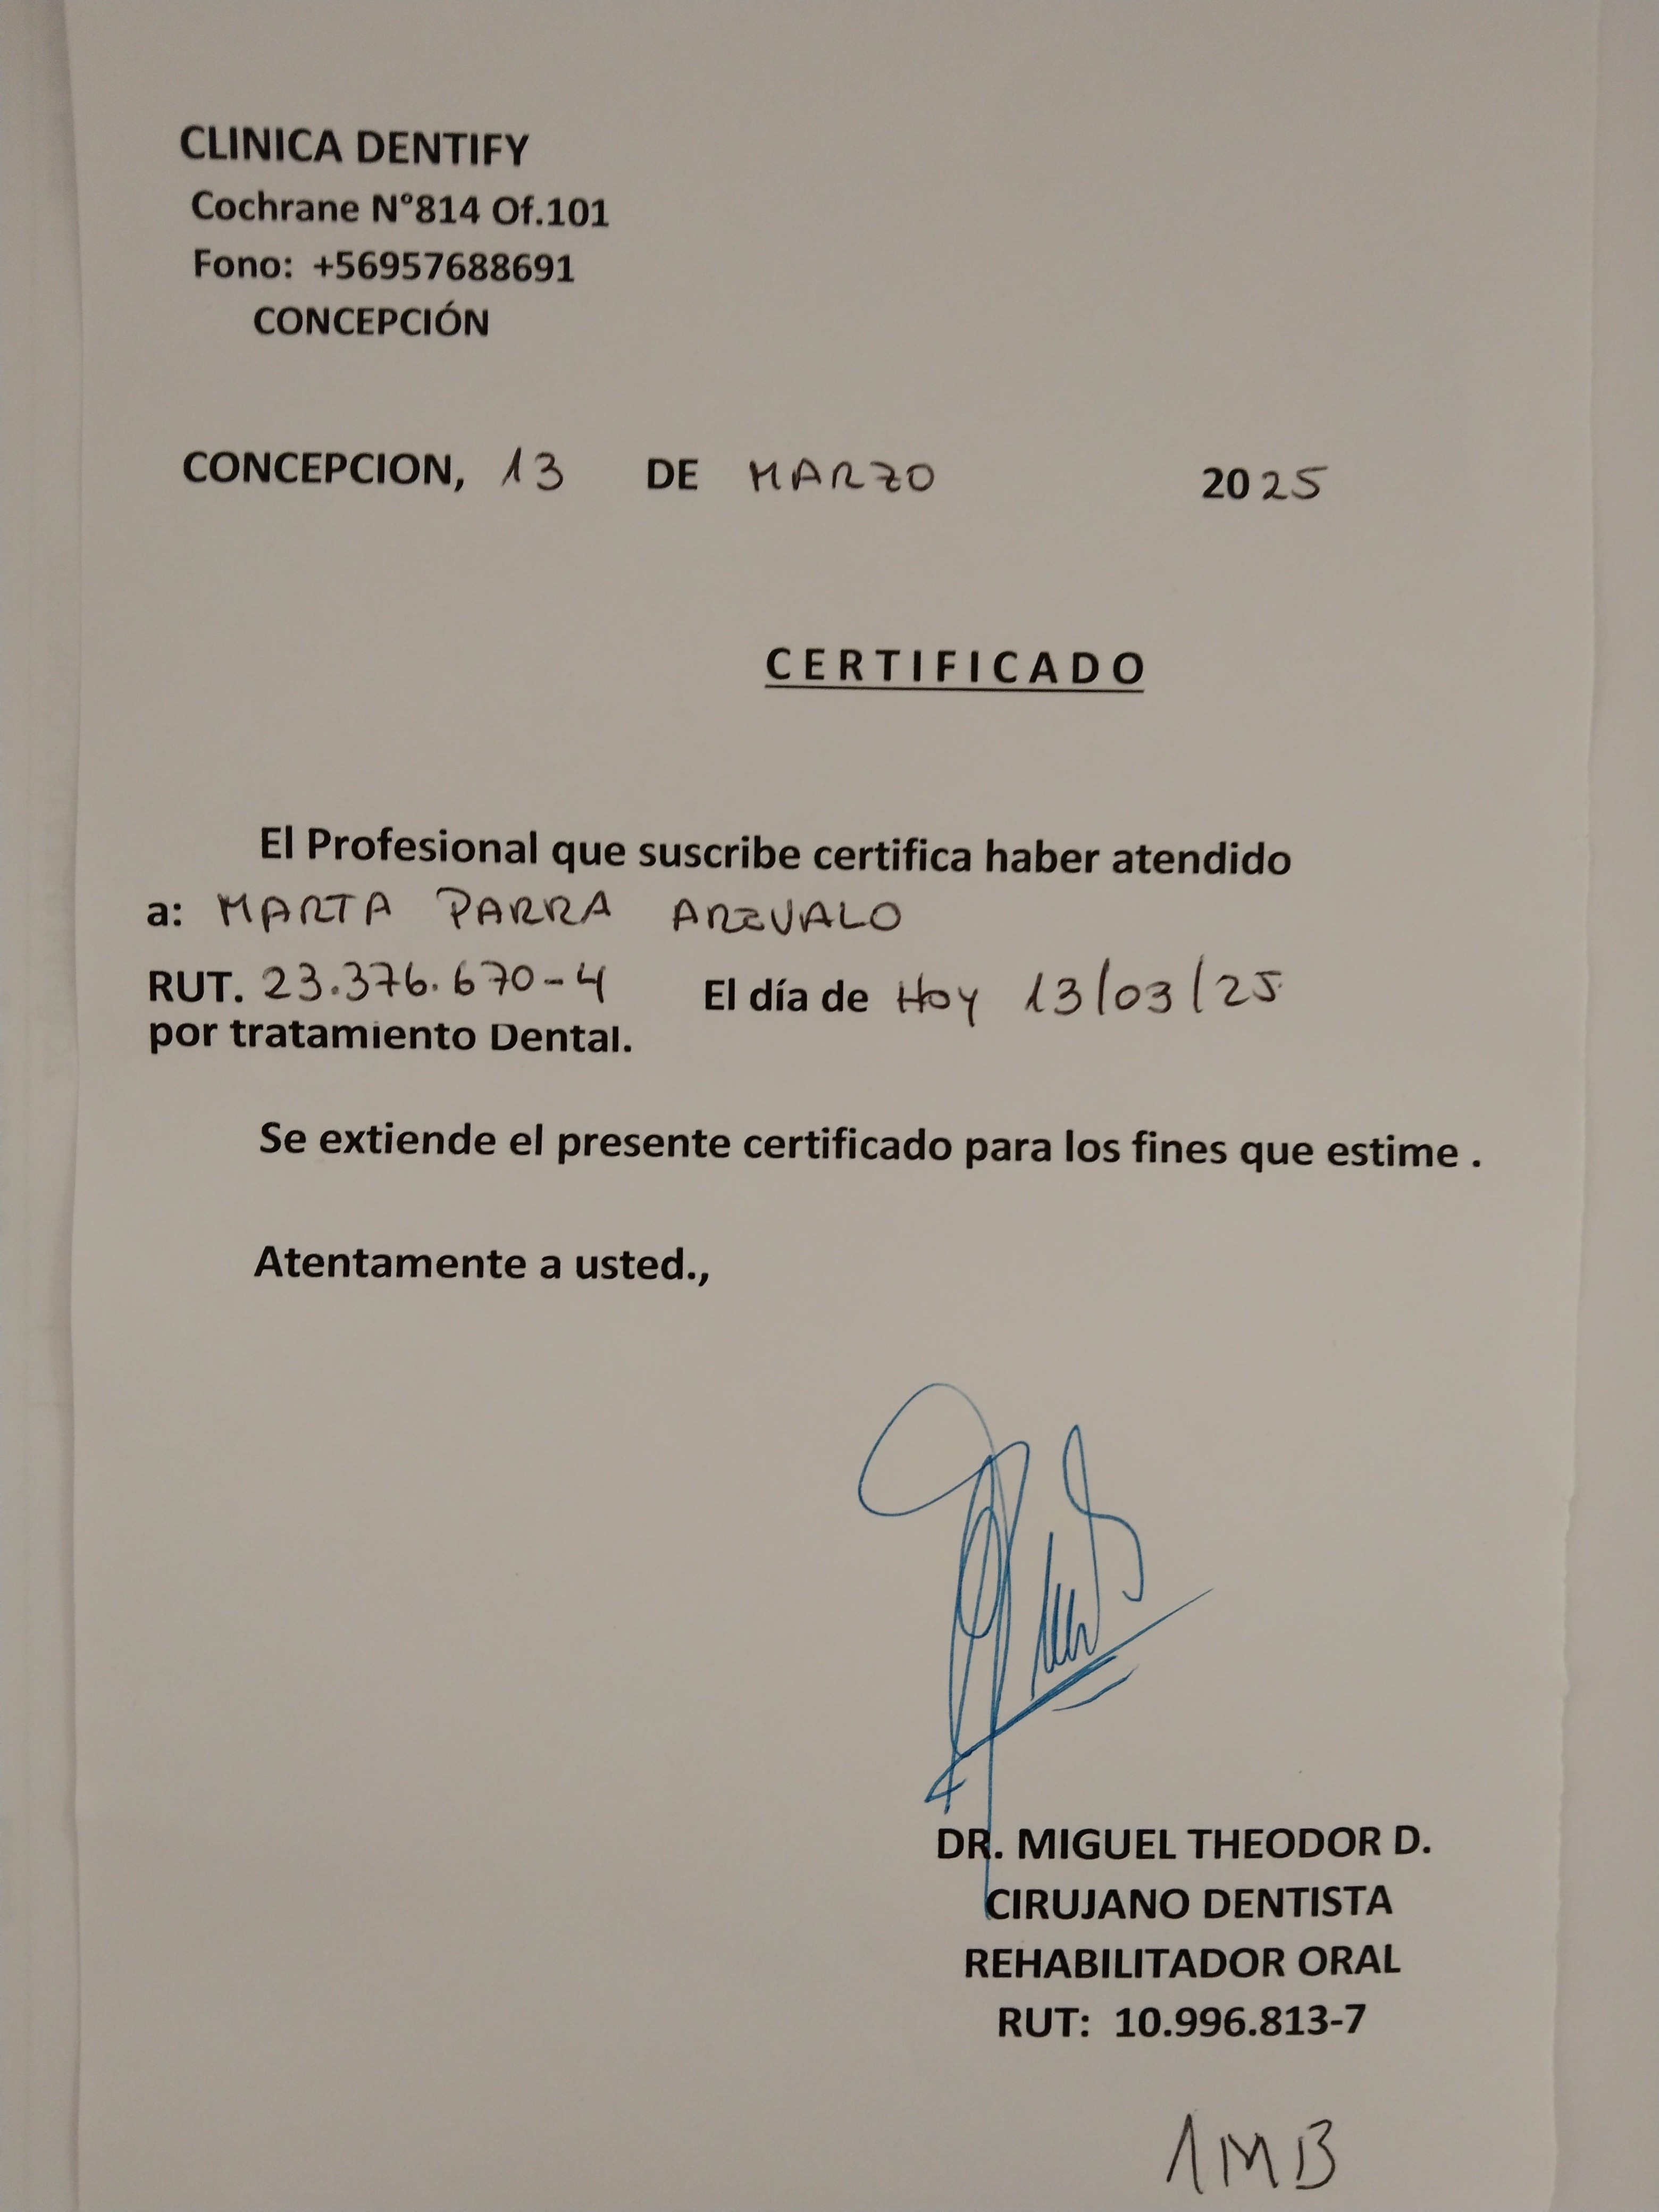 CLINICA DENTIFY
Cochrane N°814 Of.101
Fono: +56957688691
CONCEPCIÓN
CONCEPCION, 13 DE MARZO 2025
CERTIFICADO
El Profesional que suscribe certifica haber atendido
a: MARTA PARRA AREVALO
RUT. 23.376.670-4 El día de Hoy 13/03/25
por tratamiento Dental.
Se extiende el presente certificado para los fines que estime .
Atentamente a usted.,
DR. MIGUEL THEODOR D.
CIRUJANO DENTISTA
REHABILITADOR ORAL
RUT: 10.996.813-7
1MB